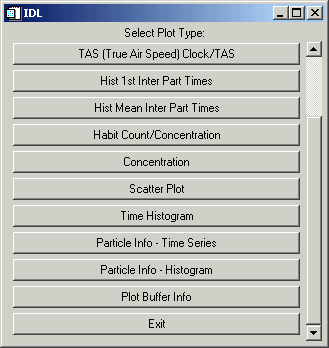 IDL
Select Plot Type:
TAS (True Air Speed) Clock/TAS
Hist 1st Inter Part Times
Hist Mean Inter Part Times
Habit Count/Concentration
Concentration
Scatter Plot
Time Histogram
Particle Info - Time Series
Particle Info - Histogram
Plot Buffer Info
Exit